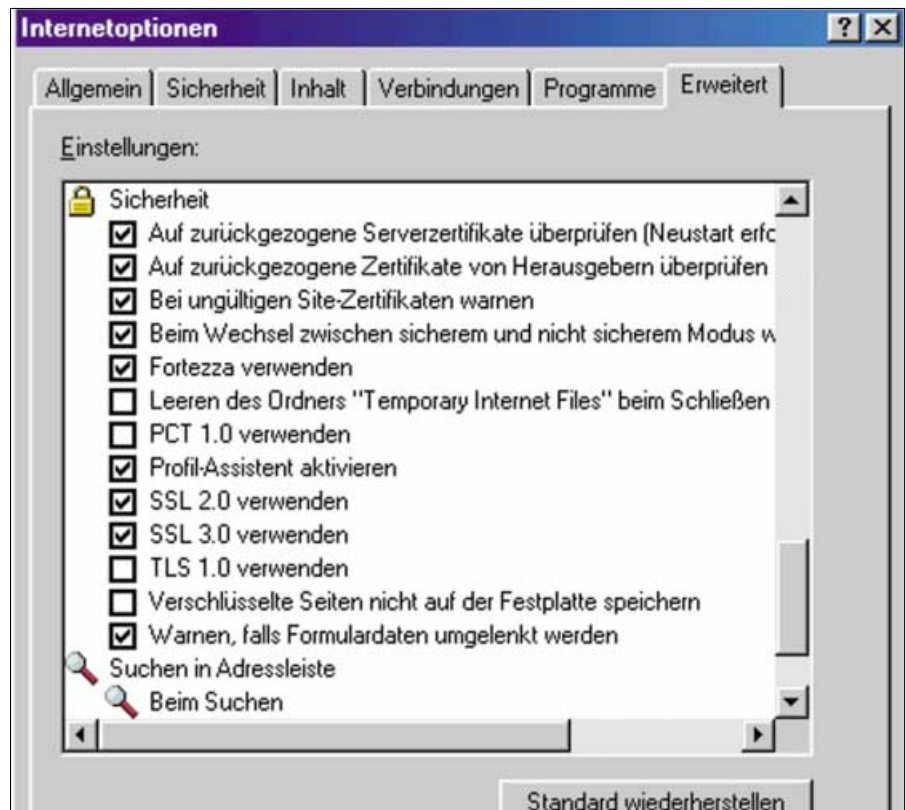 Internetoptionen
Allgemein Sicherheit Inhalt Verbindungen Programme Erweitert
Einstellungen:
Sicherheit
Auf zurückgezogene Serverzertifikate überprüfen (Neustart erfo
Auf zurückgezogene Zertifikate von Herausgebern überprüfen
Bei ungültigen Site-Zertifikaten warnen
Beim Wechsel zwischen sicherem und nicht sicherem Modus w
Fortezza verwenden
Leeren des Ordners "Temporary Internet Files" beim Schließen
PCT 1.0 verwenden
Profil-Assistent aktivieren
SSL 2.0 verwenden
SSL 3.0 verwenden
TLS 1.0 verwenden
Verschlüsselte Seiten nicht auf der Festplatte speichern
Warnen, falls Formulardaten umgelenkt werden
Suchen in Adressleiste
Beim Suchen
Standard wiederherstellen